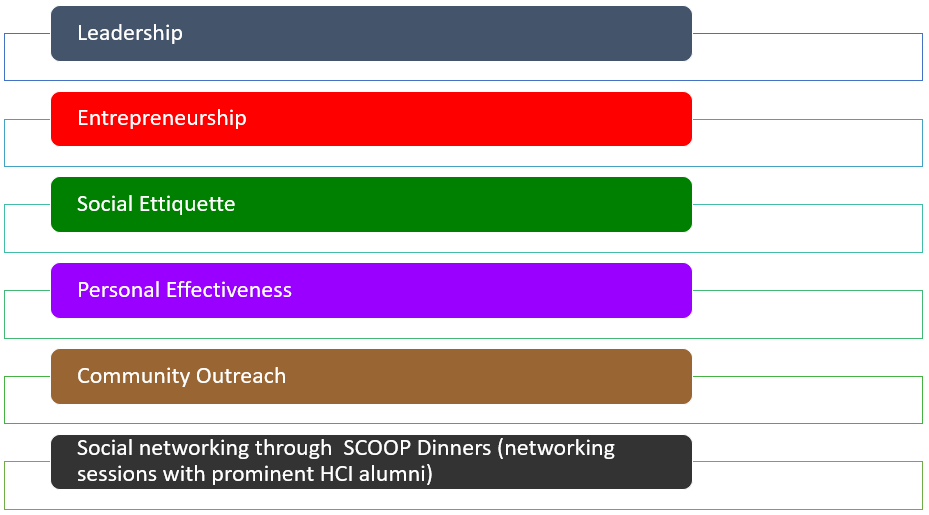 Leadership
Entrepreneurship
Social Ettiquette
Personal Effectiveness
Community Outreach
Social networking through  SCOOP Dinners (networking
sessions with prominent HCI alumni)